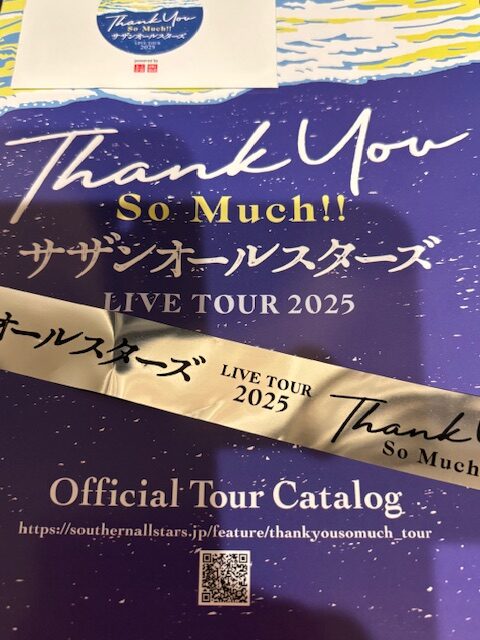 Thank You
So Much!!
サザンオールスターズ
LIVE TOUR 2025
powered by
Thank You
So Much!!
サザンオールスターズ
LIVE TOUR 2025
オールスターズ
LIVE TOUR
2025
Thank
So Much
Official Tour Catalog
https://southernallstars.jp/feature/thankyousomuch_tour